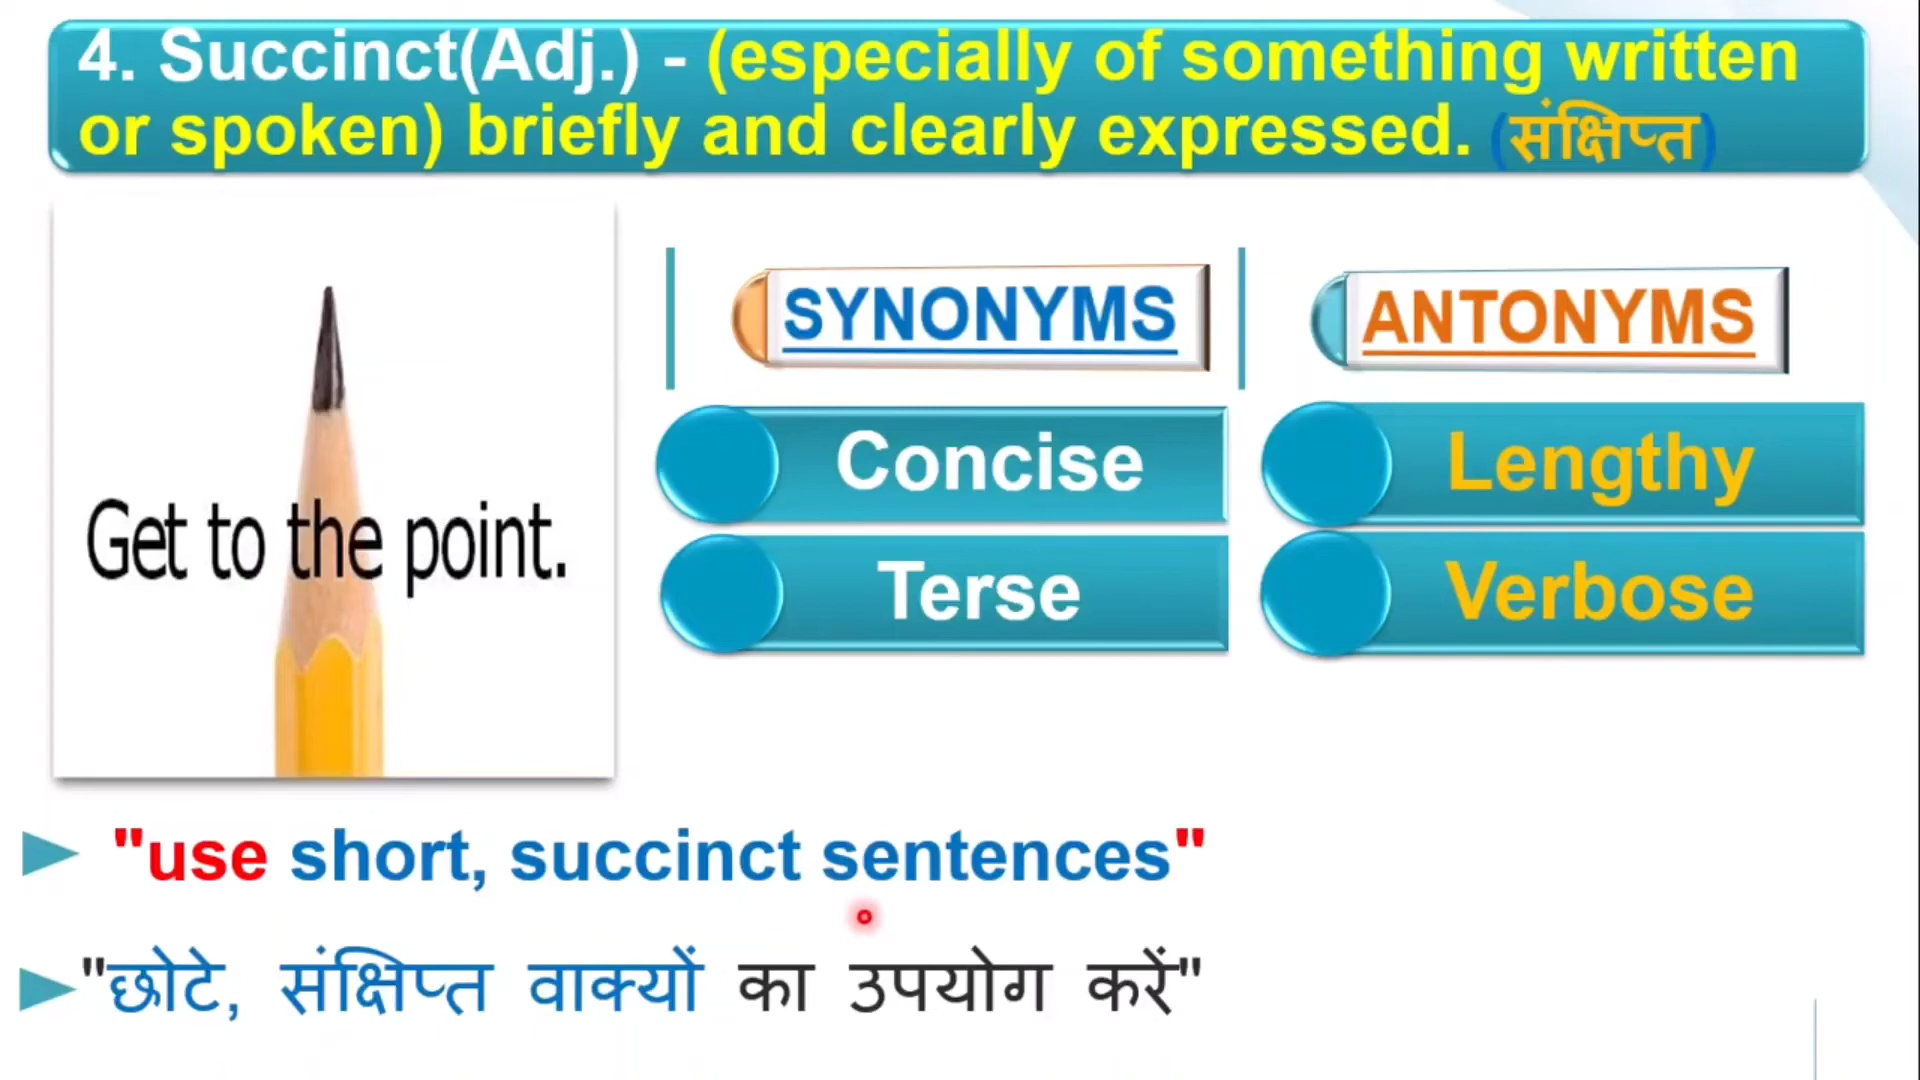 4. Succinct(Adj.) - (especially of something written
or spoken) briefly and clearly expressed. (संक्षिप्त)
Get to the point.
SYNONYMS
ANTONYMS
Concise
Lengthy
Terse
Verbose
"use short, succinct sentences"
"छोटे, संक्षिप्त वाक्यों का उपयोग करें"